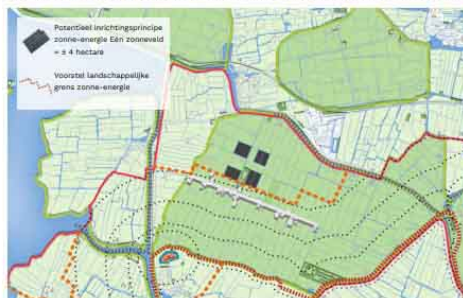 Potentieel inrichtingsprincipe
zonne-energie Eén zonneveld
= ± 4 hectare
Voorstel landschappelijke
grens zonne-energie